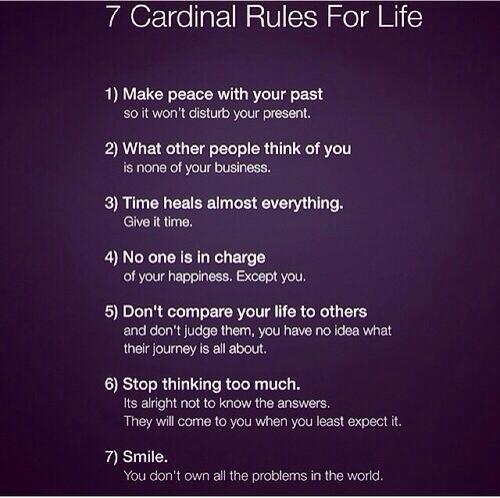 7 Cardinal Rules For Life
1) Make peace with your past
so it won't disturb your present.
2) What other people think of you
is none of your business.
3) Time heals almost everything.
Give it time.
4) No one is in charge
of your happiness. Except you.
5) Don't compare your life to others
and don't judge them, you have no idea what
their journey is all about.
6) Stop thinking too much.
Its alright not to know the answers.
They will come to you when you least expect it.
7) Smile.
You don't own all the problems in the world.